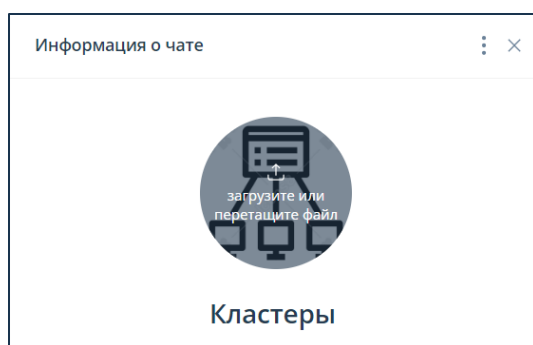 Информация о чате
загрузите или
перетащите файл
Кластеры